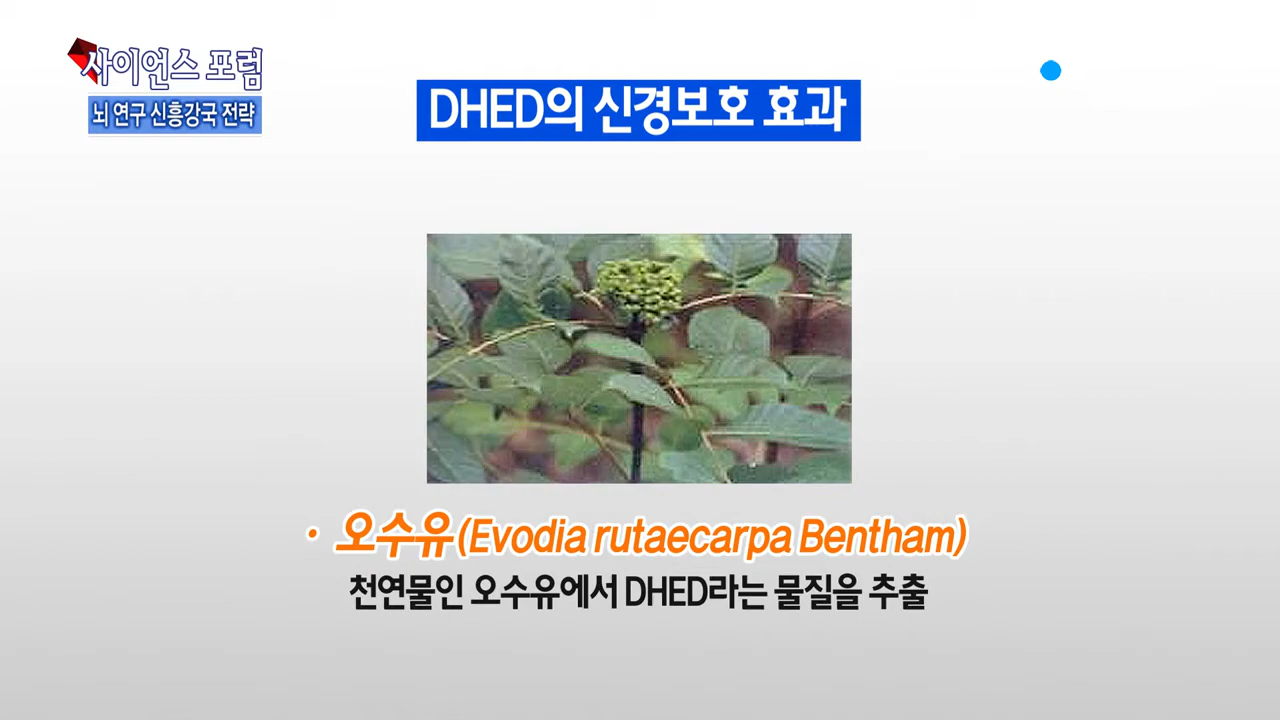 사이언스 포럼
뇌 연구 신흥강국 전략
DHED의 신경보호 효과
· 오수유(Evodia rutaecarpa Bentham)
천연물인 오수유에서 DHED라는 물질을 추출